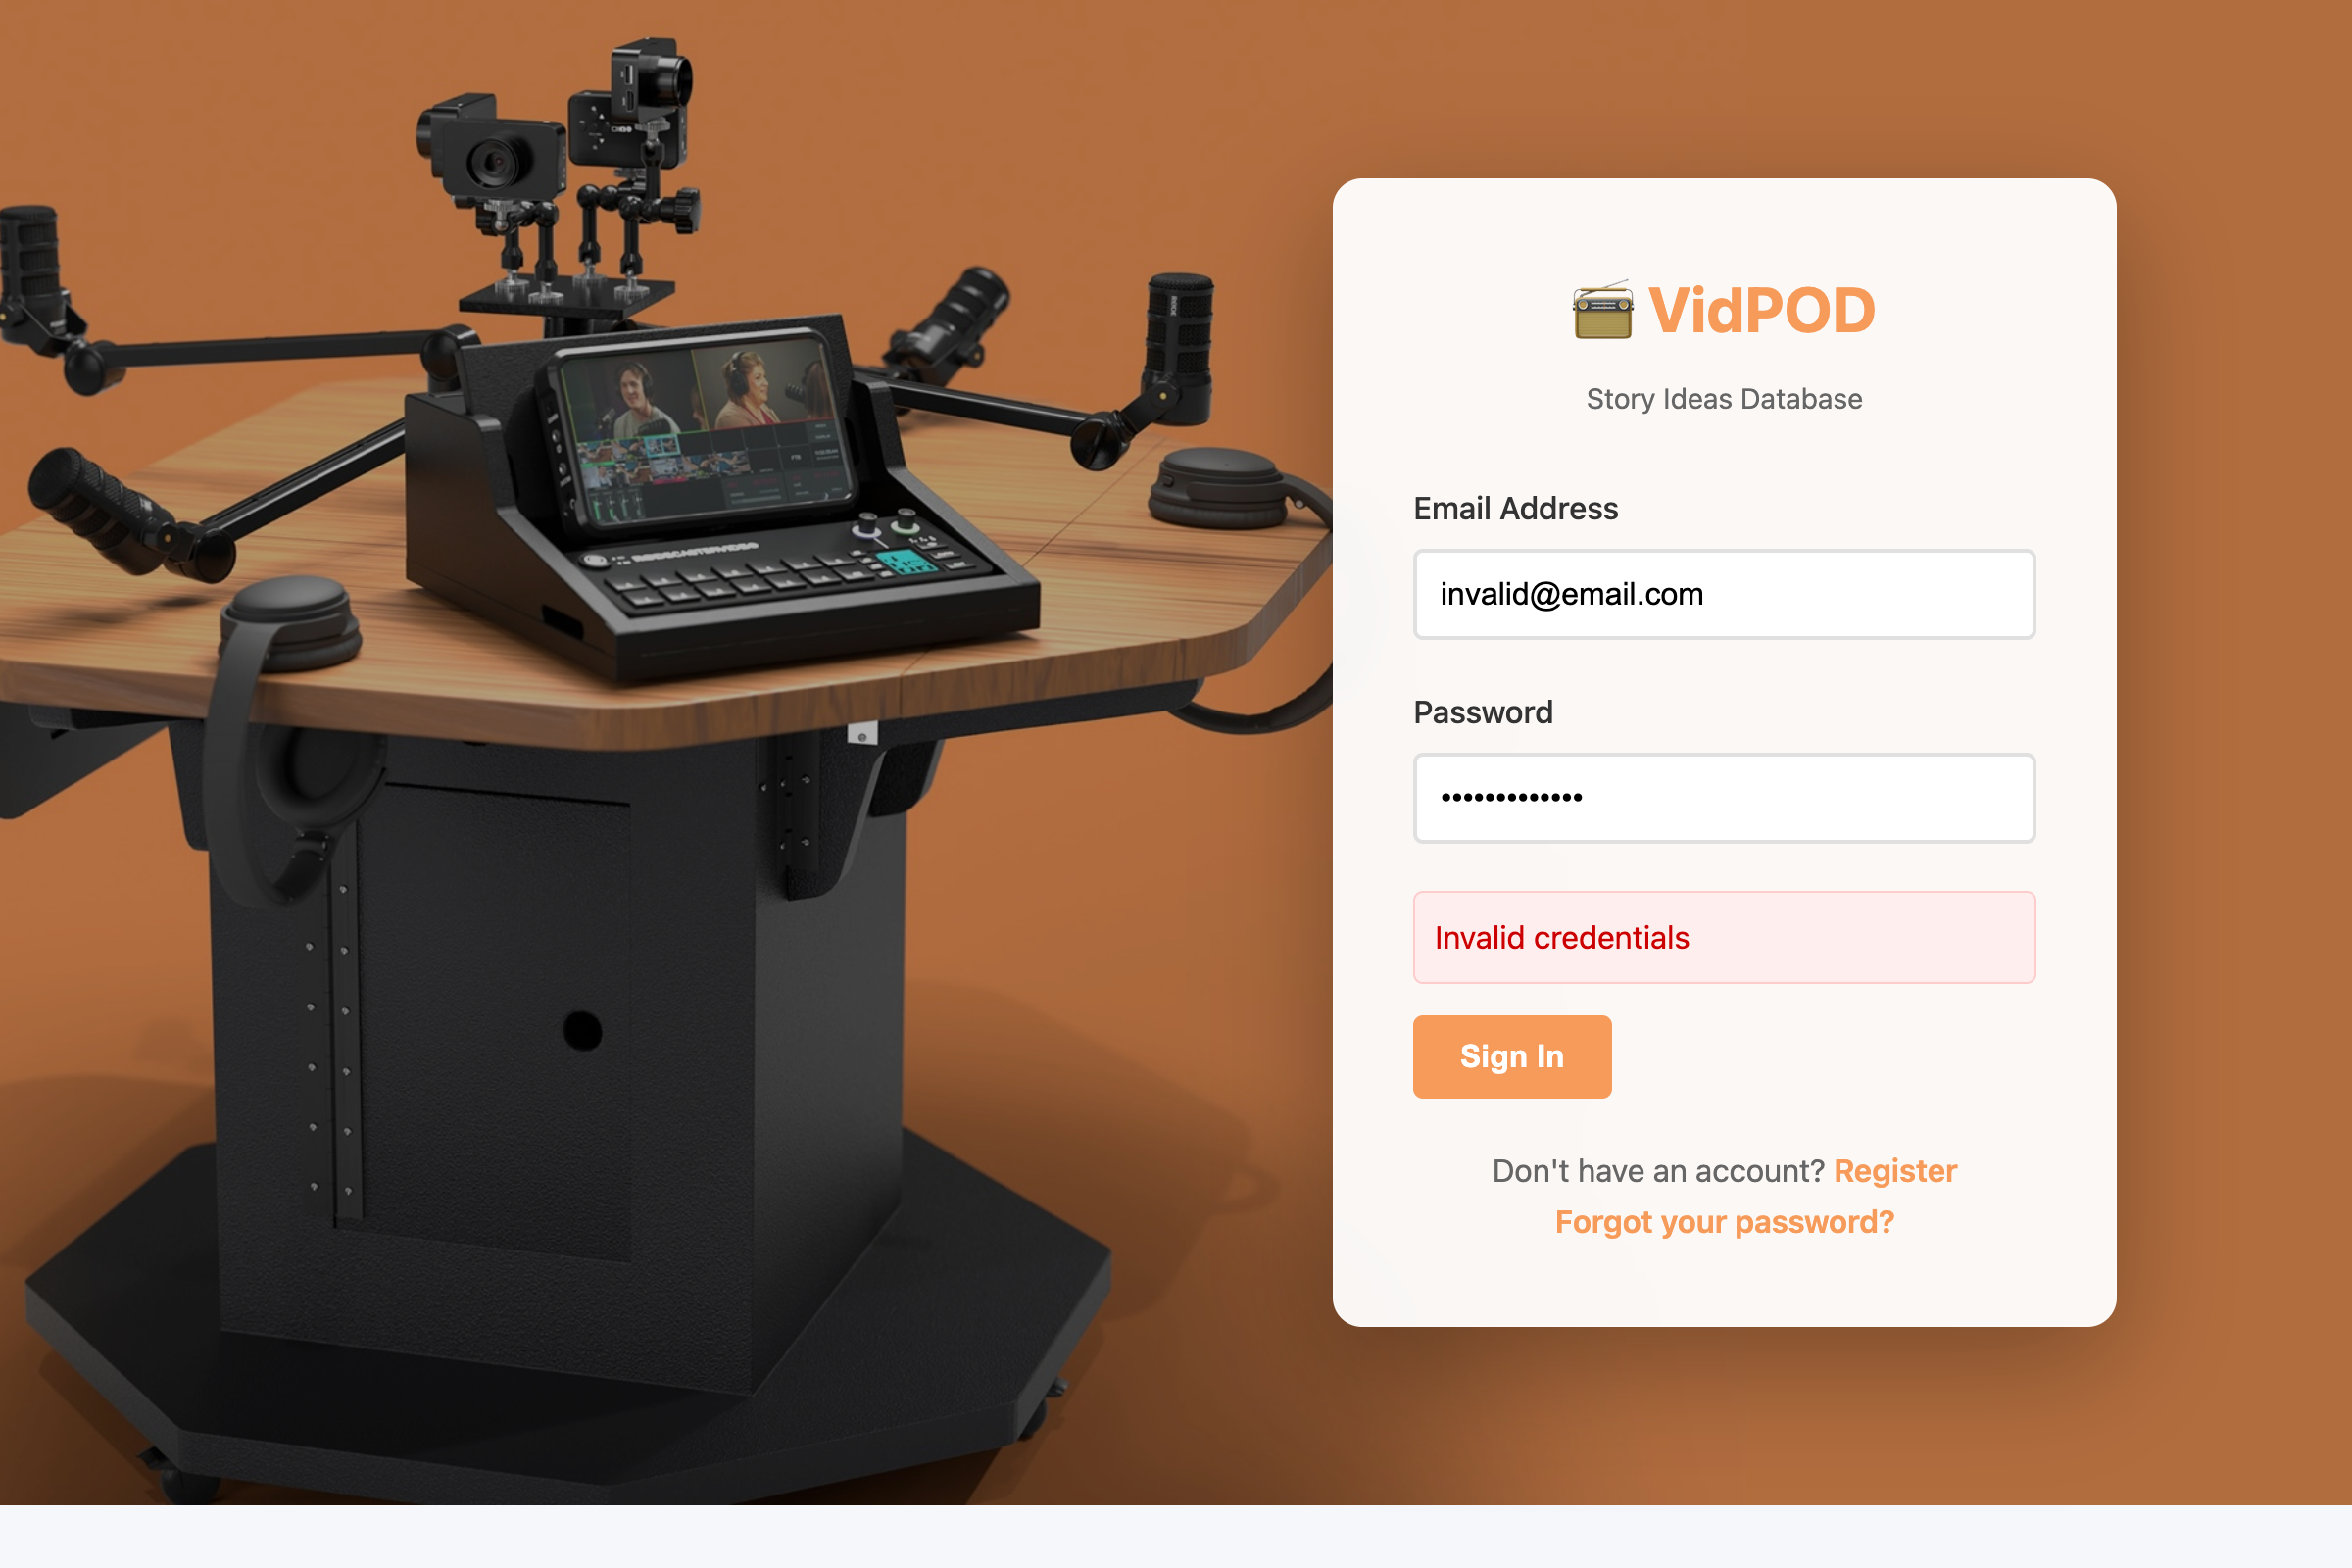 📻 VidPOD
Story Ideas Database
Email Address
invalid@email.com
Password
•••••••••••••
Invalid credentials
Sign In
Don't have an account? Register
Forgot your password?